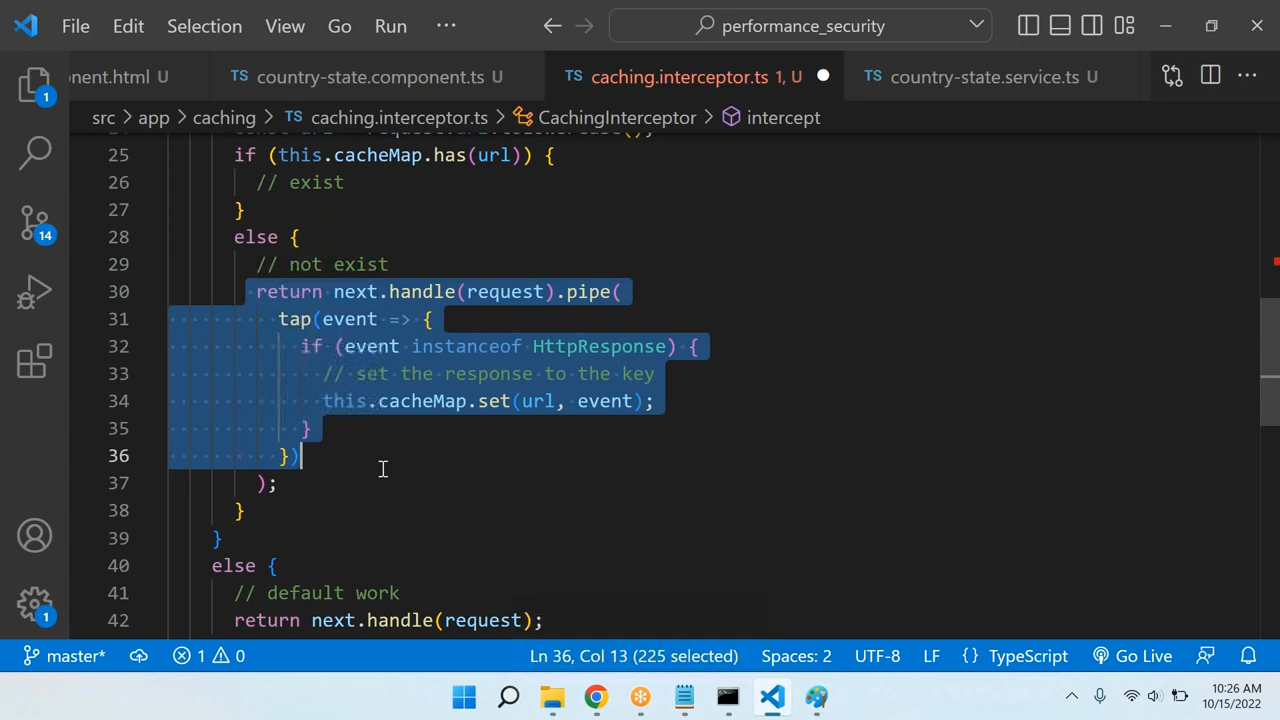 File Edit Selection View Go Run ··· performance_security
onent.html U TS country-state.component.ts U TS caching.interceptor.ts 1, U TS country-state.service.ts U
src > app > caching > TS caching.interceptor.ts > CachingInterceptor > intercept
25 if (this.cacheMap.has(url)) {
26 // exist
27 }
28 else {
29 // not exist
30 return next.handle(request).pipe(
31 tap(event => {
32 if (event instanceof HttpResponse) {
33 // set the response to the key
34 this.cacheMap.set(url, event);
35 }
36 })
37 );
38 }
39 }
40 else {
41 // default work
42 return next.handle(request);
1
14
1
master* 1 0 Ln 36, Col 13 (225 selected) Spaces: 2 UTF-8 LF {} TypeScript Go Live
10:26 AM
10/15/2022